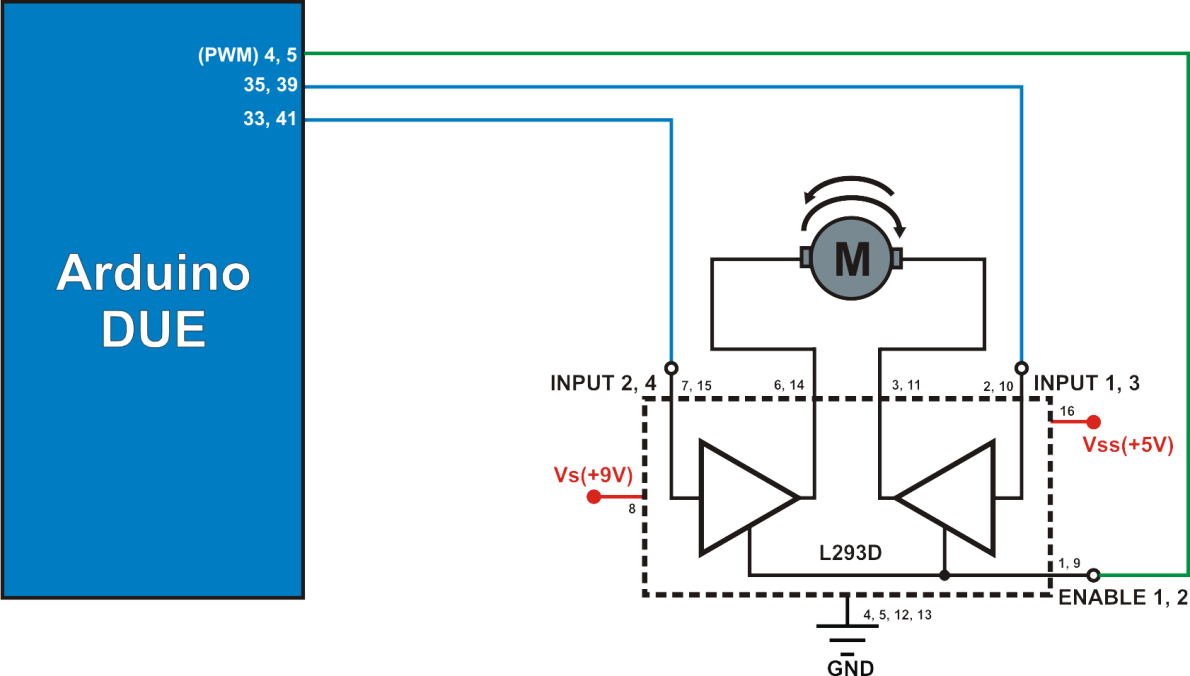 (PWM) 4, 5
35, 39
33, 41
Arduino
DUE
M
INPUT 2, 4
7, 15
6, 14
3, 11
2, 10
INPUT 1, 3
16
Vss(+5V)
Vs(+9V)
8
L293D
1, 9
ENABLE 1, 2
4, 5, 12, 13
GND